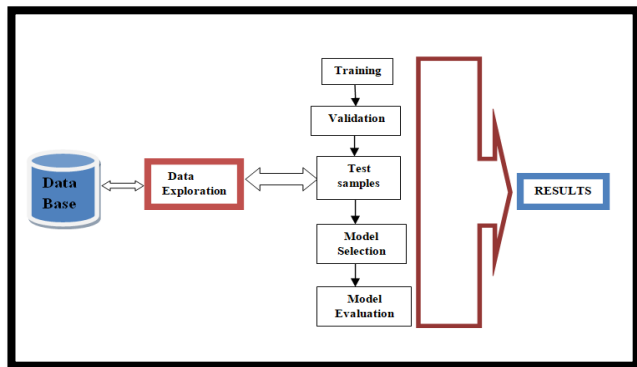 Data
Base
Data
Exploration
Training
Validation
Test
samples
Model
Selection
Model
Evaluation
RESULTS